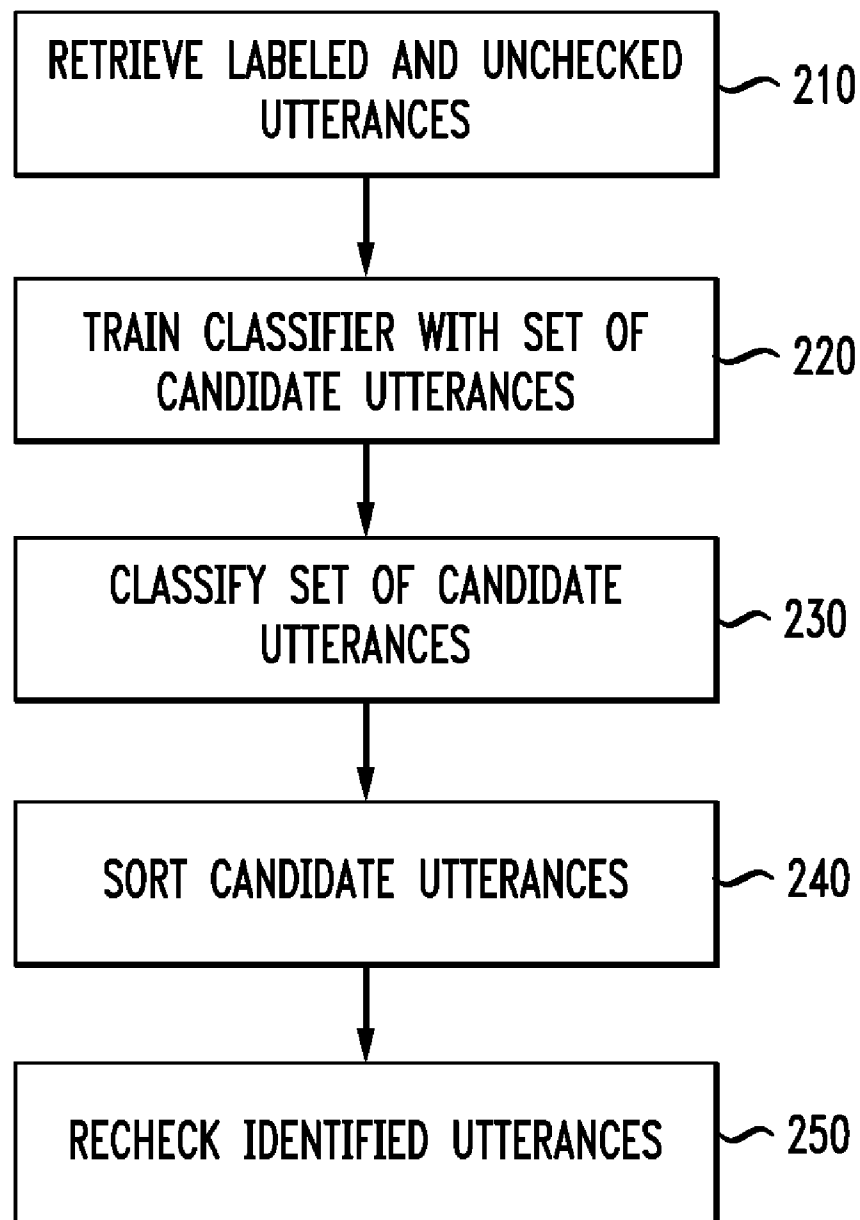 RETRIEVE LABELED AND UNCHECKED
UTTERANCES
210
TRAIN CLASSIFIER WITH SET OF
CANDIDATE UTTERANCES
220
CLASSIFY SET OF CANDIDATE
UTTERANCES
230
SORT CANDIDATE UTTERANCES
240
RECHECK IDENTIFIED UTTERANCES
250